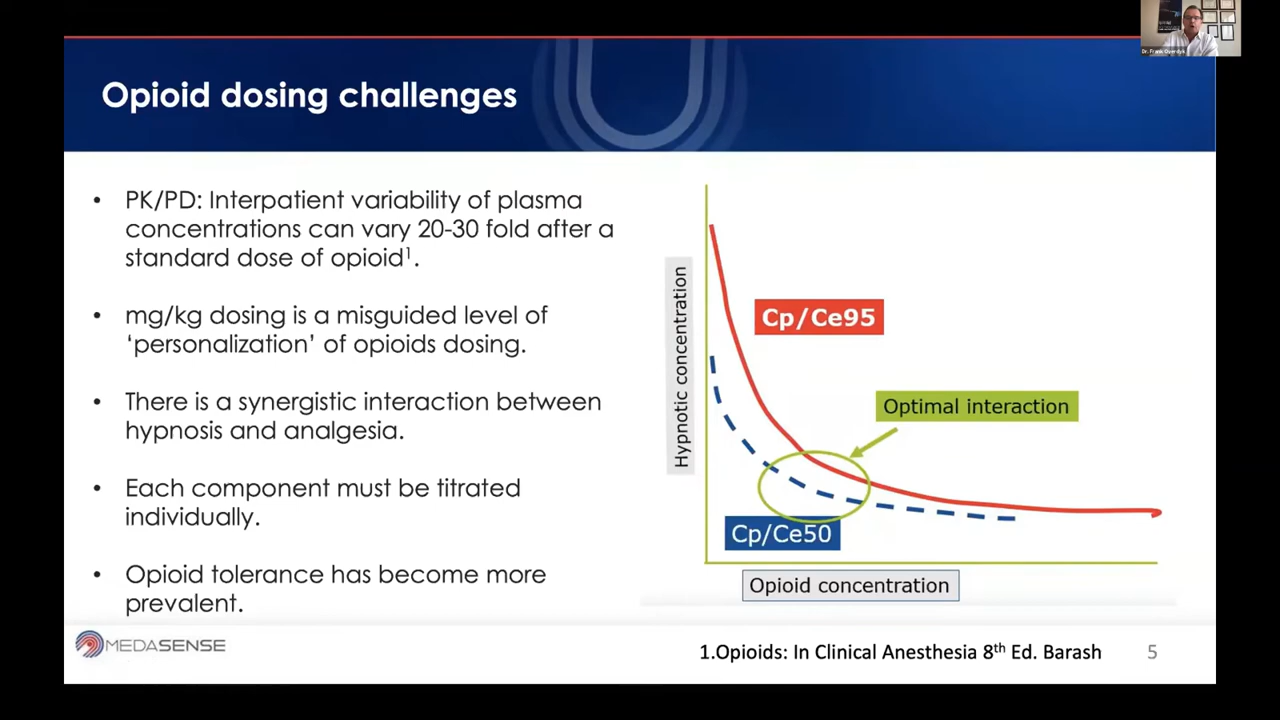 Dr. Frank Overdyk
Opioid dosing challenges
• PK/PD: Interpatient variability of plasma
concentrations can vary 20-30 fold after a
standard dose of opioid¹.
• mg/kg dosing is a misguided level of
‘personalization’ of opioids dosing.
• There is a synergistic interaction between
hypnosis and analgesia.
• Each component must be titrated
individually.
• Opioid tolerance has become more
prevalent.
Hypnotic concentration
Cp/Ce95
Optimal interaction
Cp/Ce50
Opioid concentration
MEDASENSE
1.Opioids: In Clinical Anesthesia 8th Ed. Barash
5